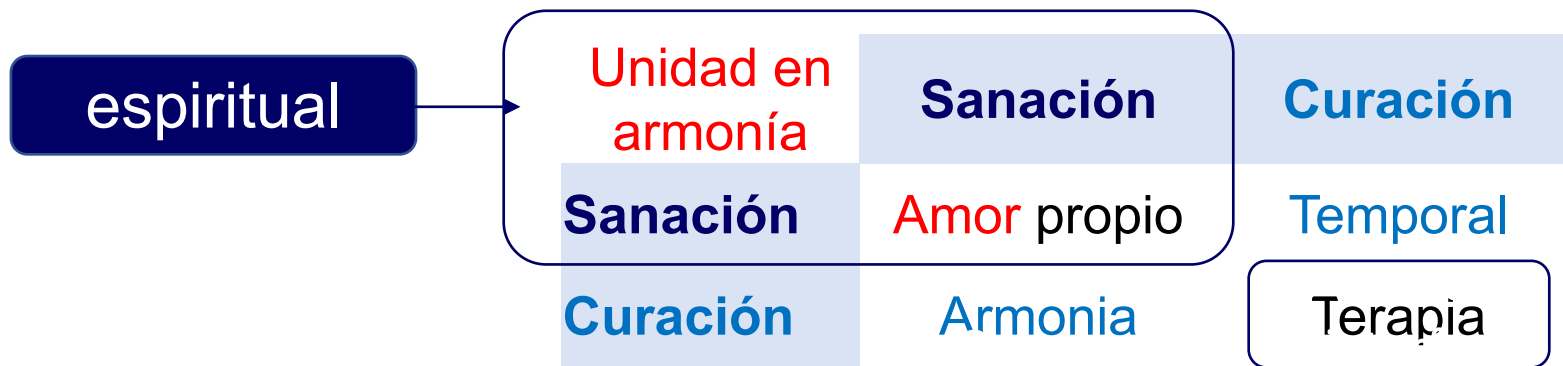 espiritual
Unidad en
armonía
Sanación
Curación
Sanación
Amor propio
Temporal
Curación
Armonia
Terapia